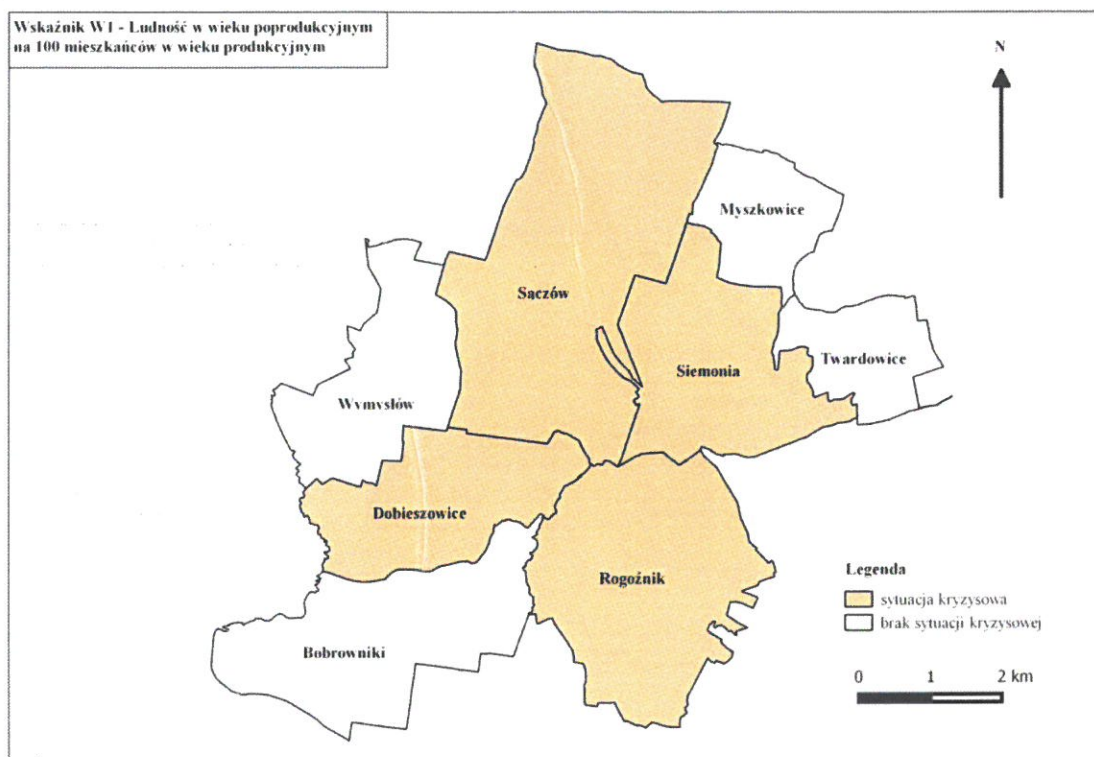 Wskaźnik W1 - Ludność w wieku poprodukcyjnym
na 100 mieszkańców w wieku produkcyjnym
N
Myszkowice
Sączów
Twardowice
Siemonia
Wymysłów
Dobieszowice
Rogoźnik
Legenda
sytuacja kryzysowa
brak sytuacji kryzysowej
Bobrowniki
0 1 2 km